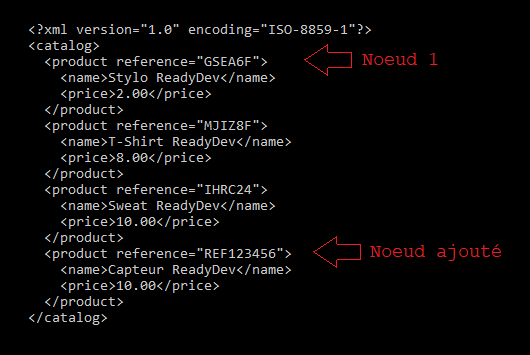 <?xml version="1.0" encoding="ISO-8859-1"?>
<catalog>
<product reference="GSEA6F"> Noeud 1
<name>Stylo ReadyDev</name>
<price>2.00</price>
</product>
<product reference="MJIZ8F">
<name>T-Shirt ReadyDev</name>
<price>8.00</price>
</product>
<product reference="IHRC24">
<name>Sweat ReadyDev</name>
<price>10.00</price>
</product>
<product reference="REF123456"> Noeud ajouté
<name>Capteur ReadyDev</name>
<price>10.00</price>
</product>
</catalog>